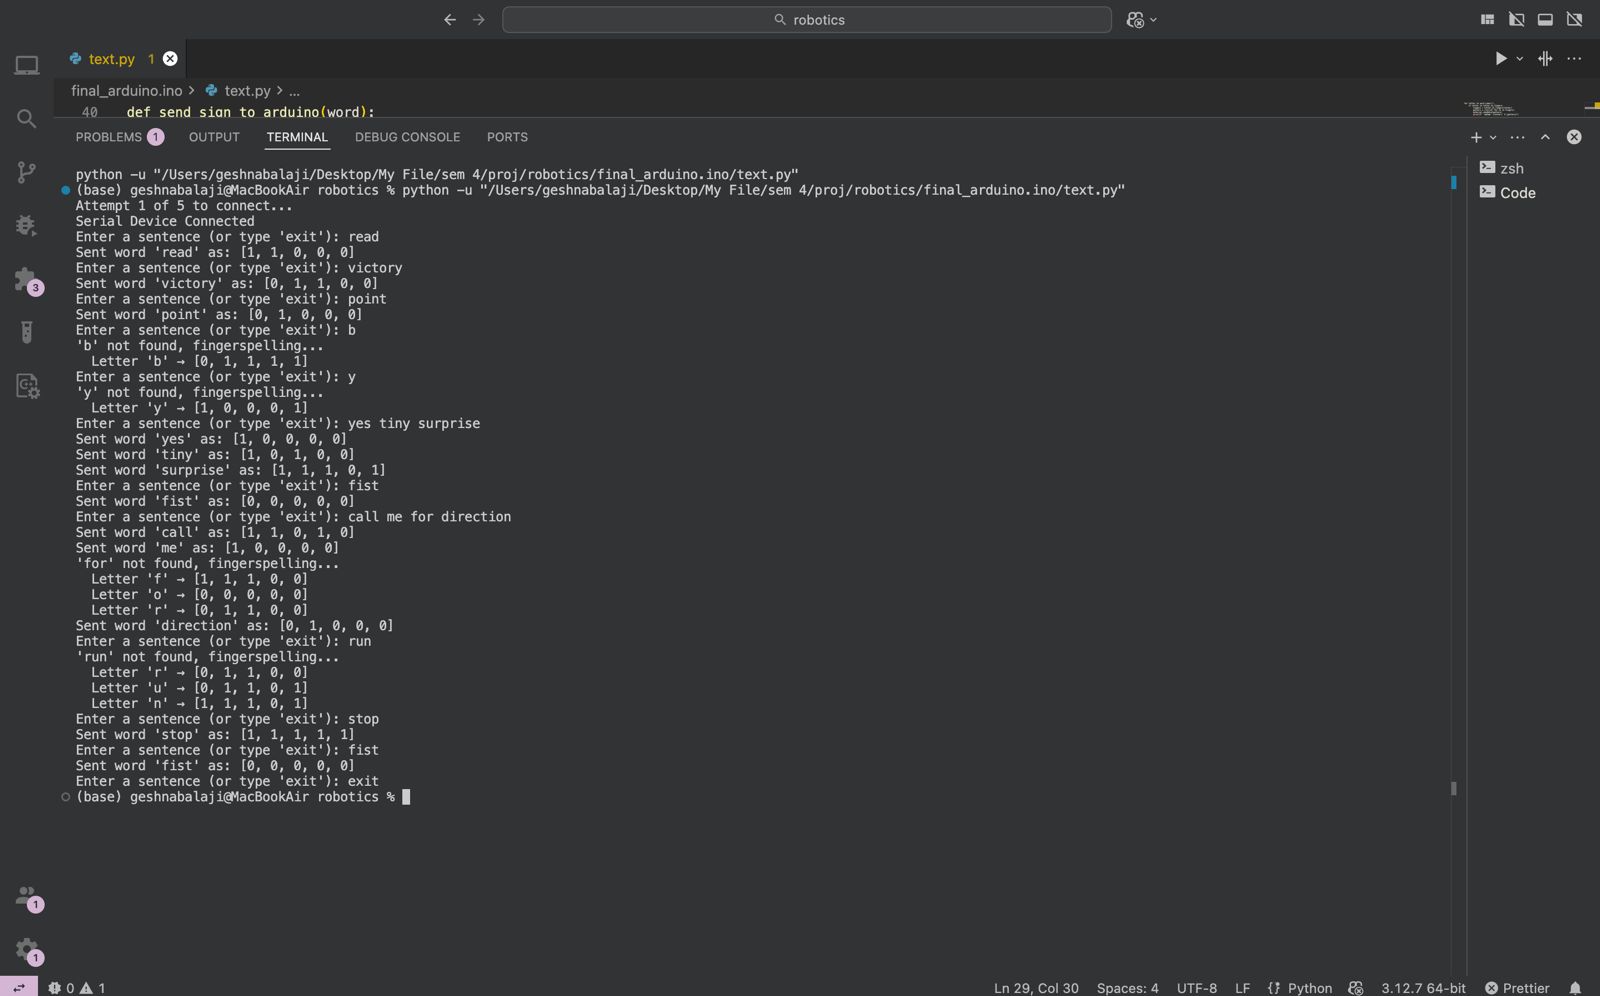 robotics
text.py 1
final_arduino.ino > text.py > ...
40 def send_sign_to_arduino(word):
PROBLEMS 1 OUTPUT TERMINAL DEBUG CONSOLE PORTS
python -u "/Users/geshnabalaji/Desktop/My File/sem 4/proj/robotics/final_arduino.ino/text.py"
(base) geshnabalaji@MacBookAir robotics % python -u "/Users/geshnabalaji/Desktop/My File/sem 4/proj/robotics/final_arduino.ino/text.py"
Attempt 1 of 5 to connect...
Serial Device Connected
Enter a sentence (or type 'exit'): read
Sent word 'read' as: [1, 1, 0, 0, 0]
Enter a sentence (or type 'exit'): victory
Sent word 'victory' as: [0, 1, 1, 0, 0]
Enter a sentence (or type 'exit'): point
Sent word 'point' as: [0, 1, 0, 0, 0]
Enter a sentence (or type 'exit'): b
'b' not found, fingerspelling...
Letter 'b' → [0, 1, 1, 1, 1]
Enter a sentence (or type 'exit'): y
'y' not found, fingerspelling...
Letter 'y' → [1, 0, 0, 0, 1]
Enter a sentence (or type 'exit'): yes tiny surprise
Sent word 'yes' as: [1, 0, 0, 0, 0]
Sent word 'tiny' as: [1, 0, 1, 0, 0]
Sent word 'surprise' as: [1, 1, 1, 0, 1]
Enter a sentence (or type 'exit'): fist
Sent word 'fist' as: [0, 0, 0, 0, 0]
Enter a sentence (or type 'exit'): call me for direction
Sent word 'call' as: [1, 1, 0, 1, 0]
Sent word 'me' as: [1, 0, 0, 0, 0]
'for' not found, fingerspelling...
Letter 'f' → [1, 1, 1, 0, 0]
Letter 'o' → [0, 0, 0, 0, 0]
Letter 'r' → [0, 1, 1, 0, 0]
Sent word 'direction' as: [0, 1, 0, 0, 0]
Enter a sentence (or type 'exit'): run
'run' not found, fingerspelling...
Letter 'r' → [0, 1, 1, 0, 0]
Letter 'u' → [0, 1, 1, 0, 1]
Letter 'n' → [1, 1, 1, 0, 1]
Enter a sentence (or type 'exit'): stop
Sent word 'stop' as: [1, 1, 1, 1, 1]
Enter a sentence (or type 'exit'): fist
Sent word 'fist' as: [0, 0, 0, 0, 0]
Enter a sentence (or type 'exit'): exit
(base) geshnabalaji@MacBookAir robotics %
zsh
Code
3
1
1
0 1
Ln 29, Col 30 Spaces: 4 UTF-8 LF {} Python 3.12.7 64-bit Prettier